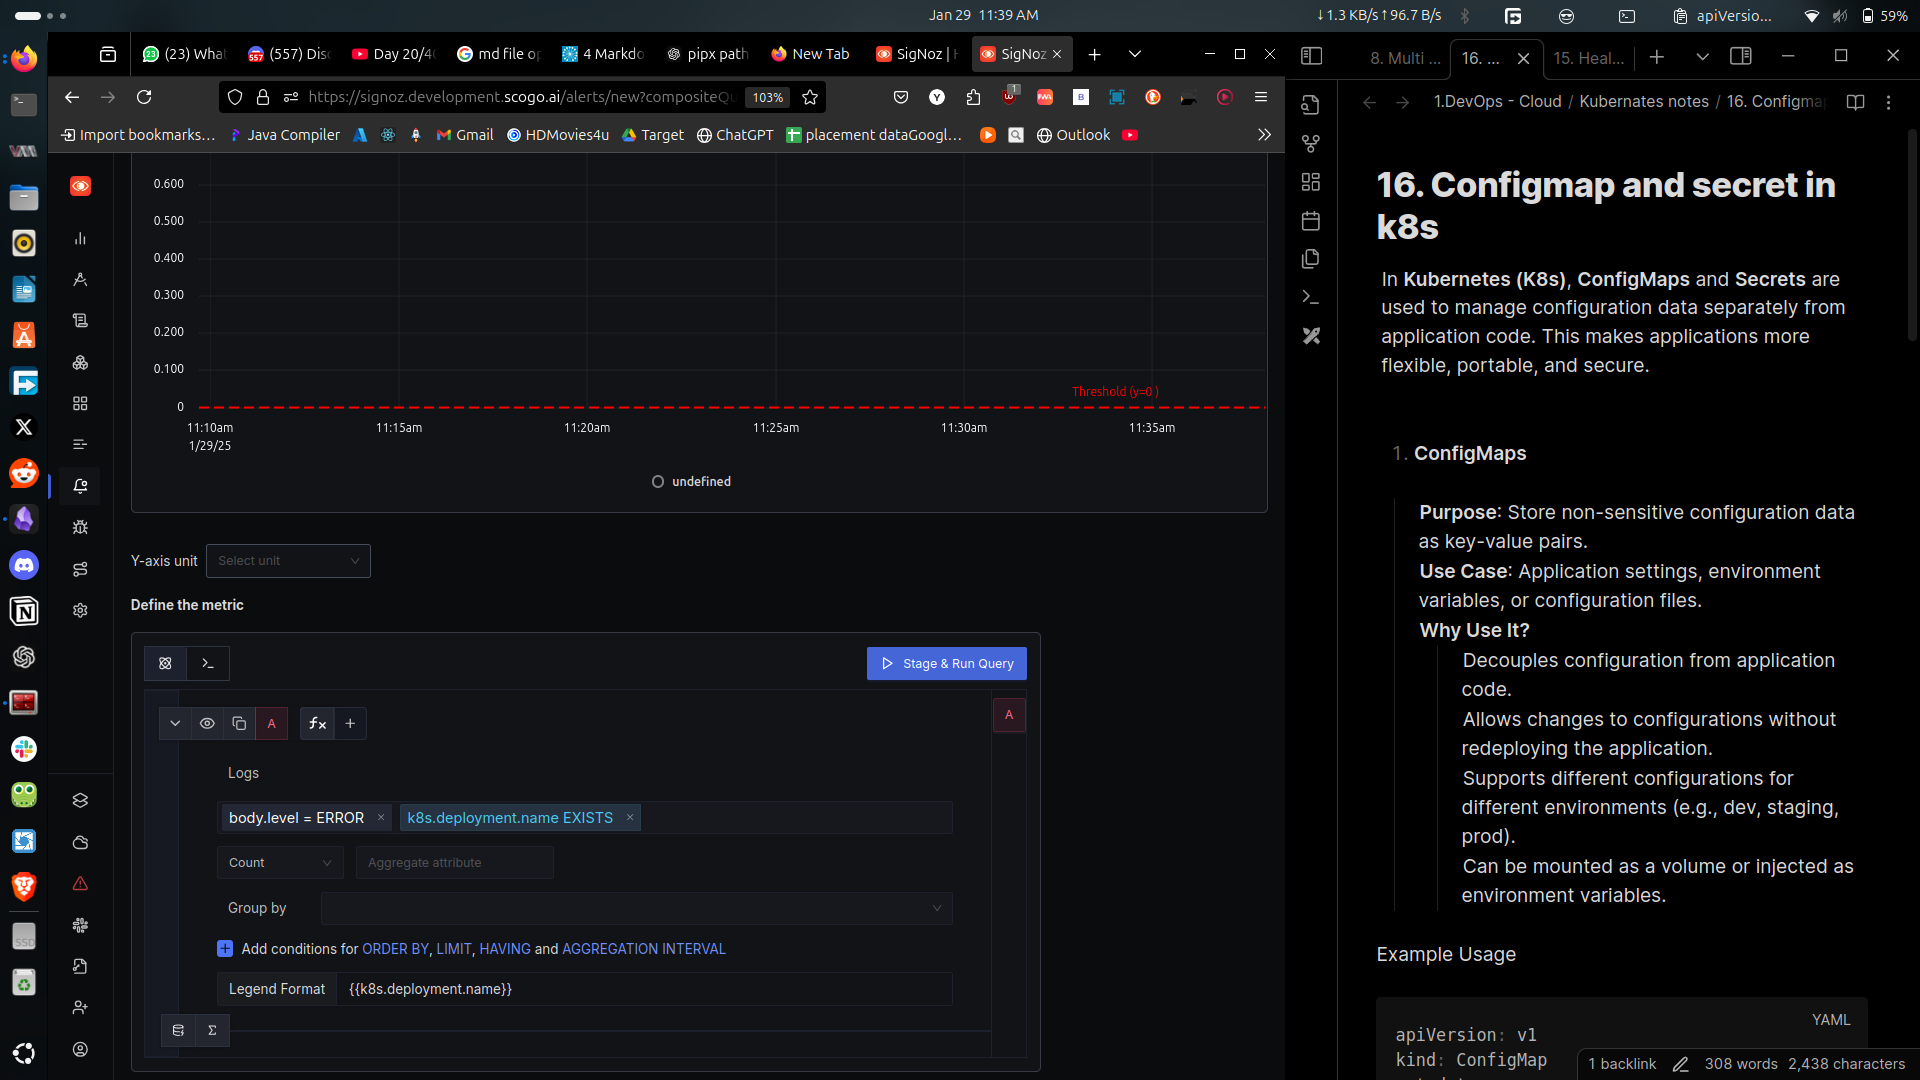 Jan 29 11:39 AM
↓1.3 KB/s↑96.7 B/s
apiVersio...
59%
(23) What
(557) Disc
Day 20/40
md file op
4 Markdo
pipx path
New Tab
SigNoz | H
SigNoz
https://signoz.development.scogo.ai/alerts/new?compositeQu
103%
1
Import bookmarks...
Java Compiler
Gmail
HDMovies4u
Target
ChatGPT
placement dataGoogl...
Outlook
0.600
0.500
0.400
0.300
0.200
0.100
0
Threshold (y=0 )
11:10am
11:15am
11:20am
11:25am
11:30am
11:35am
1/29/25
undefined
Y-axis unit
Select unit
Define the metric
Stage & Run Query
A
fx
A
Logs
body.level = ERROR
k8s.deployment.name EXISTS
Count
Aggregate attribute
Group by
Add conditions for ORDER BY, LIMIT, HAVING and AGGREGATION INTERVAL
Legend Format
{{k8s.deployment.name}}
8. Multi ...
16. ...
15. Heal...
1.DevOps - Cloud / Kubernates notes / 16. Configma
16. Configmap and secret in
k8s
In Kubernetes (K8s), ConfigMaps and Secrets are
used to manage configuration data separately from
application code. This makes applications more
flexible, portable, and secure.
1. ConfigMaps
Purpose: Store non-sensitive configuration data
as key-value pairs.
Use Case: Application settings, environment
variables, or configuration files.
Why Use It?
Decouples configuration from application
code.
Allows changes to configurations without
redeploying the application.
Supports different configurations for
different environments (e.g., dev, staging,
prod).
Can be mounted as a volume or injected as
environment variables.
Example Usage
YAML
apiVersion: v1
kind: ConfigMap
1 backlink
308 words
2,438 characters